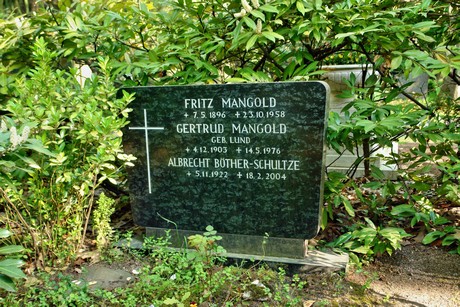 FRITZ MANGOLD
+ 7.5.1896 + 23.10.1958
GERTRUD MANGOLD
GEB. LUND
+ 12.1903 + 14.5.1976
ALBRECHT BÖTHER-SCHULTZE
+ 5.11.1922 + 18.2.2004